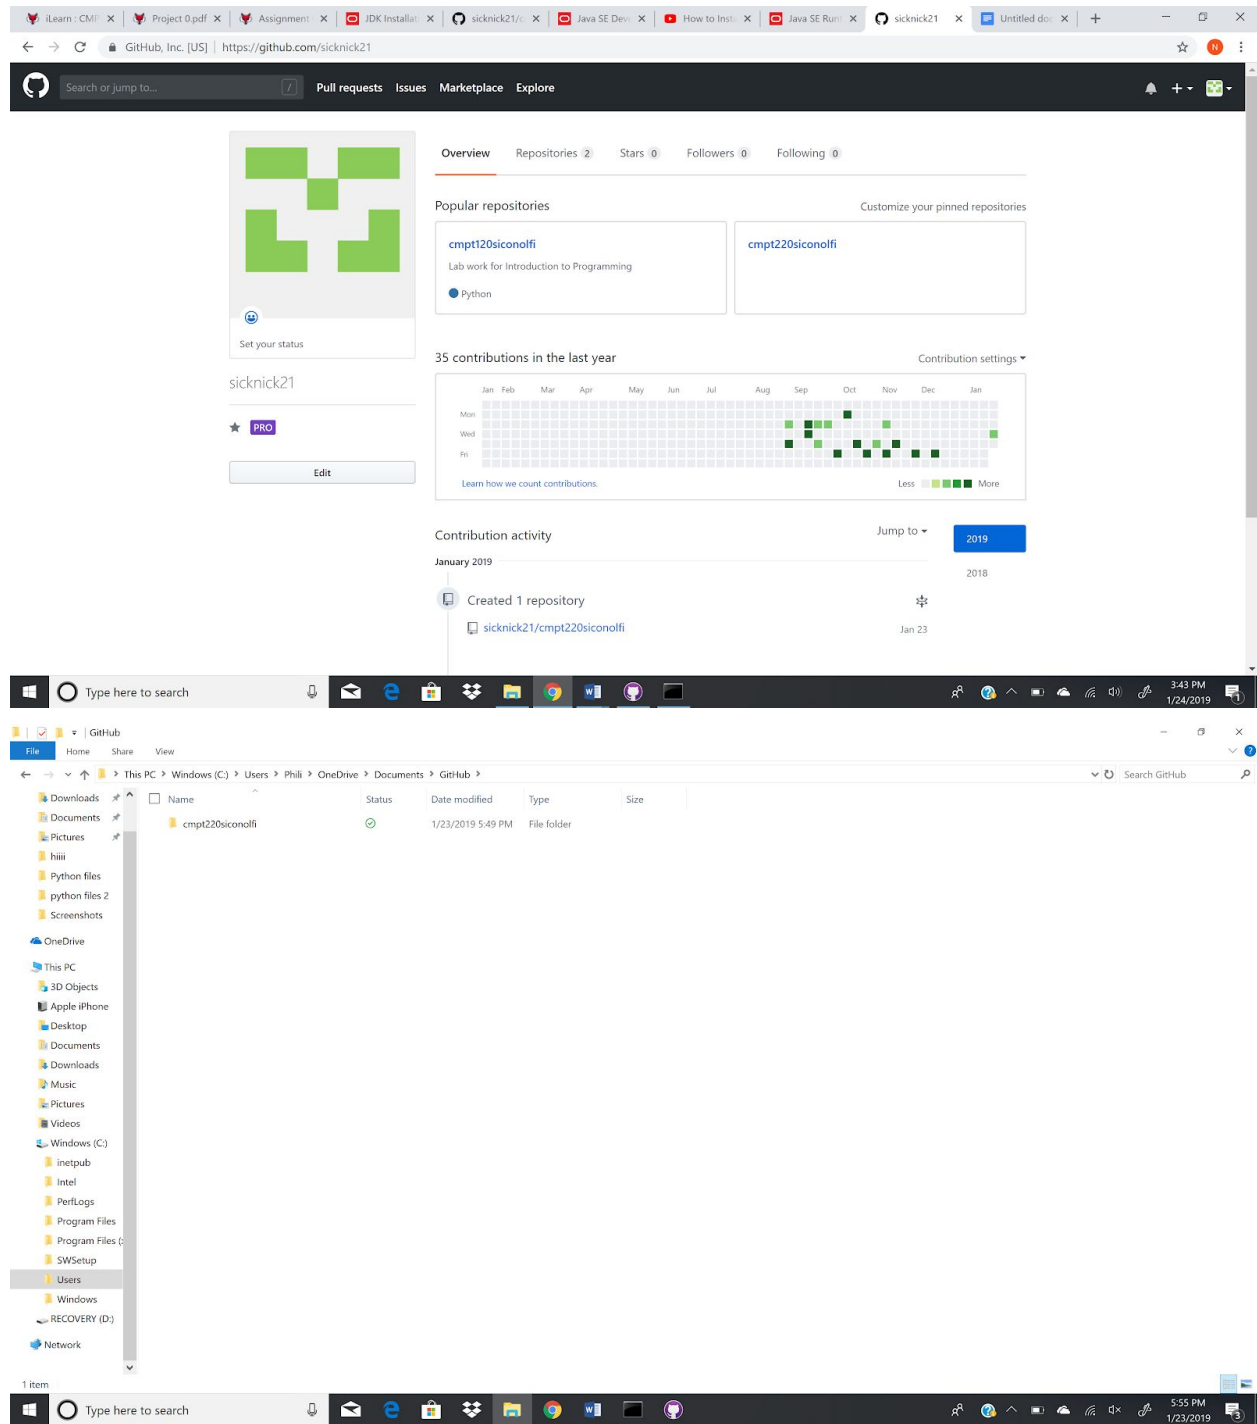 iLearn : CMP Project 0.pdf Assignment JDK Installat sicknick21/c Java SE Dev How to Inst Java SE Run sicknick21 Untitled doc
GitHub, Inc. [US] | https://github.com/sicknick21 N
Search or jump to... / Pull requests Issues Marketplace Explore
Overview Repositories 2 Stars 0 Followers 0 Following 0
Popular repositories Customize your pinned repositories
cmpt120siconolfi cmpt220siconolfi
Lab work for Introduction to Programming
Python
Set your status
35 contributions in the last year Contribution settings
sicknick21
Jan Feb Mar Apr May Jun Jul Aug Sep Oct Nov Dec Jan
Mon
PRO
Wed
Fri
Edit
Learn how we count contributions. Less More
Contribution activity Jump to 2019
January 2019
2018
Created 1 repository
sicknick21/cmpt220siconolfi Jan 23
Type here to search 3:43 PM
1/24/2019 1
GitHub
File Home Share View
This PC > Windows (C:) > Users > Phili > OneDrive > Documents > GitHub > Search GitHub
Downloads Name Status Date modified Type Size
Documents
cmpt220siconolfi 1/23/2019 5:49 PM File folder
Pictures
hiiii
Python files
python files 2
Screenshots
OneDrive
This PC
3D Objects
Apple iPhone
Desktop
Documents
Downloads
Music
Pictures
Videos
Windows (C:)
inetpub
Intel
PerfLogs
Program Files
Program Files (
SWSetup
Users
Windows
RECOVERY (D:)
Network
1 item
Type here to search 5:55 PM
1/23/2019 3